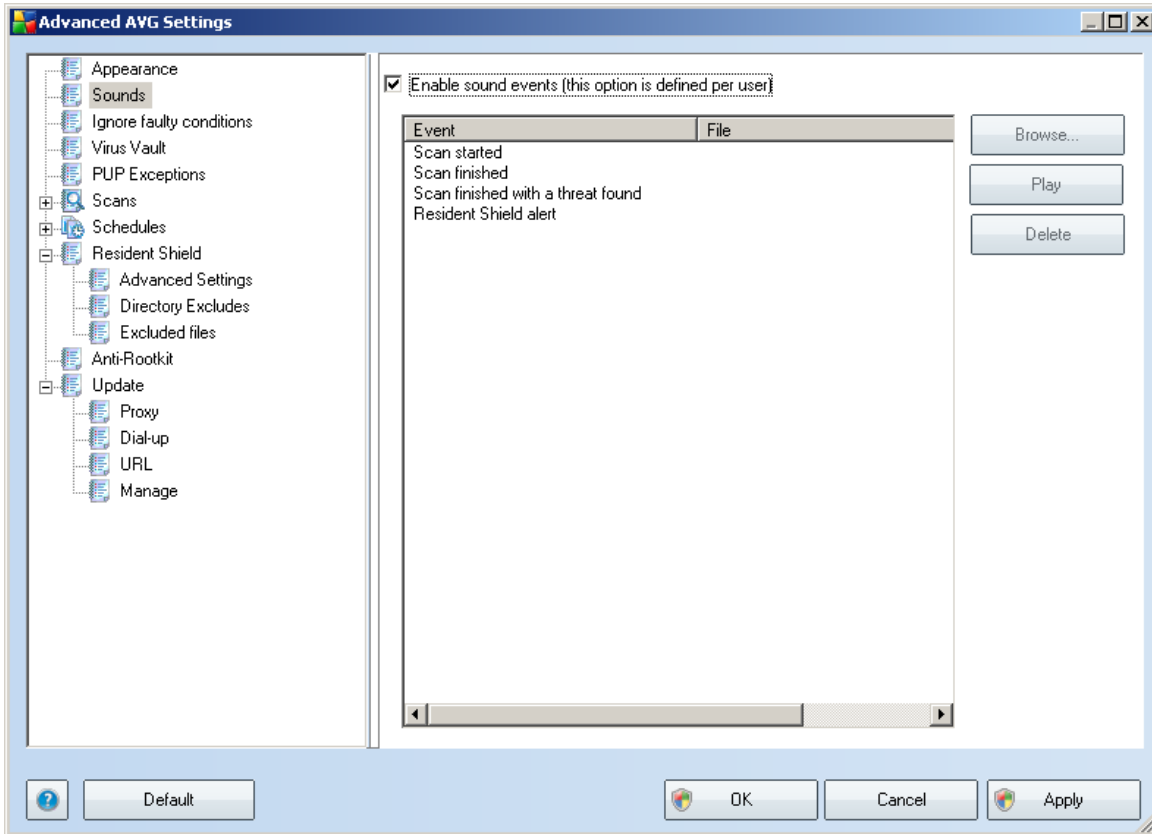 Advanced AVG Settings
Appearance
Sounds
Ignore faulty conditions
Virus Vault
PUP Exceptions
Scans
Schedules
Resident Shield
Advanced Settings
Directory Excludes
Excluded files
Anti-Rootkit
Update
Proxy
Dial-up
URL
Manage
Enable sound events (this option is defined per user)
Event File
Scan started
Scan finished
Scan finished with a threat found
Resident Shield alert
Browse...
Play
Delete
Default
OK
Cancel
Apply